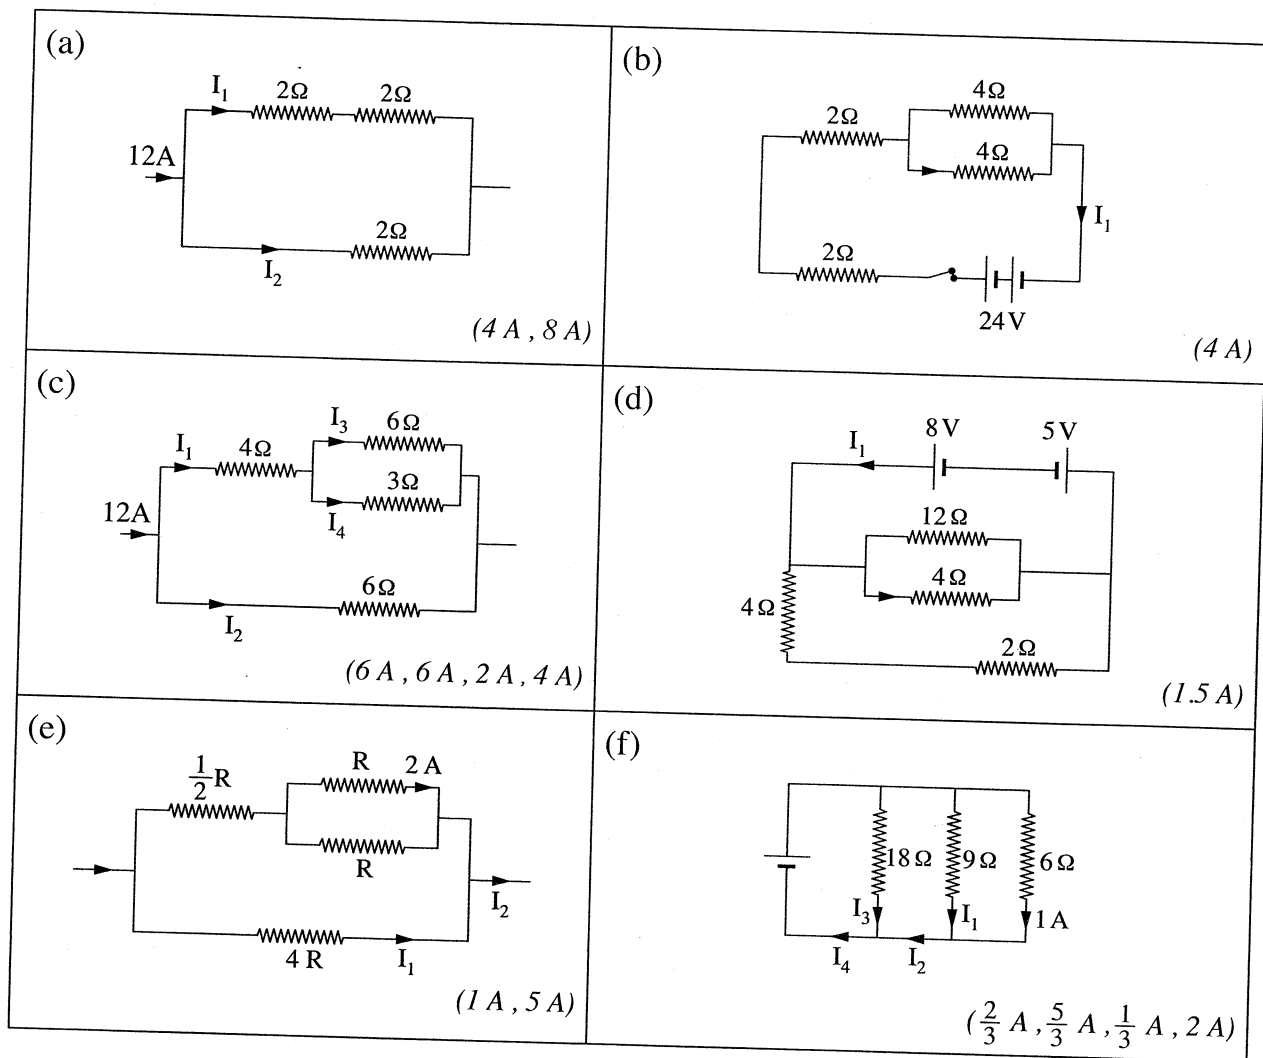 (a)
I₁ 2Ω 2Ω
12A
2Ω
I₂
(4 A , 8 A)
(b)
4Ω
2Ω
4Ω
I₁
2Ω
24V
(4 A)
(c)
I₃ 6Ω
I₁ 4Ω
3Ω
12A I₄
6Ω
I₂
(6 A , 6 A , 2 A , 4 A)
(d)
8V 5V
I₁
12Ω
4Ω
4Ω
2Ω
(1.5 A)
(e)
R 2 A
1/2 R
R
I₂
4 R I₁
(1 A , 5 A)
(f)
18Ω 9Ω 6Ω
I₃ I₁ 1A
I₄ I₂
(2/3 A , 5/3 A , 1/3 A , 2 A)